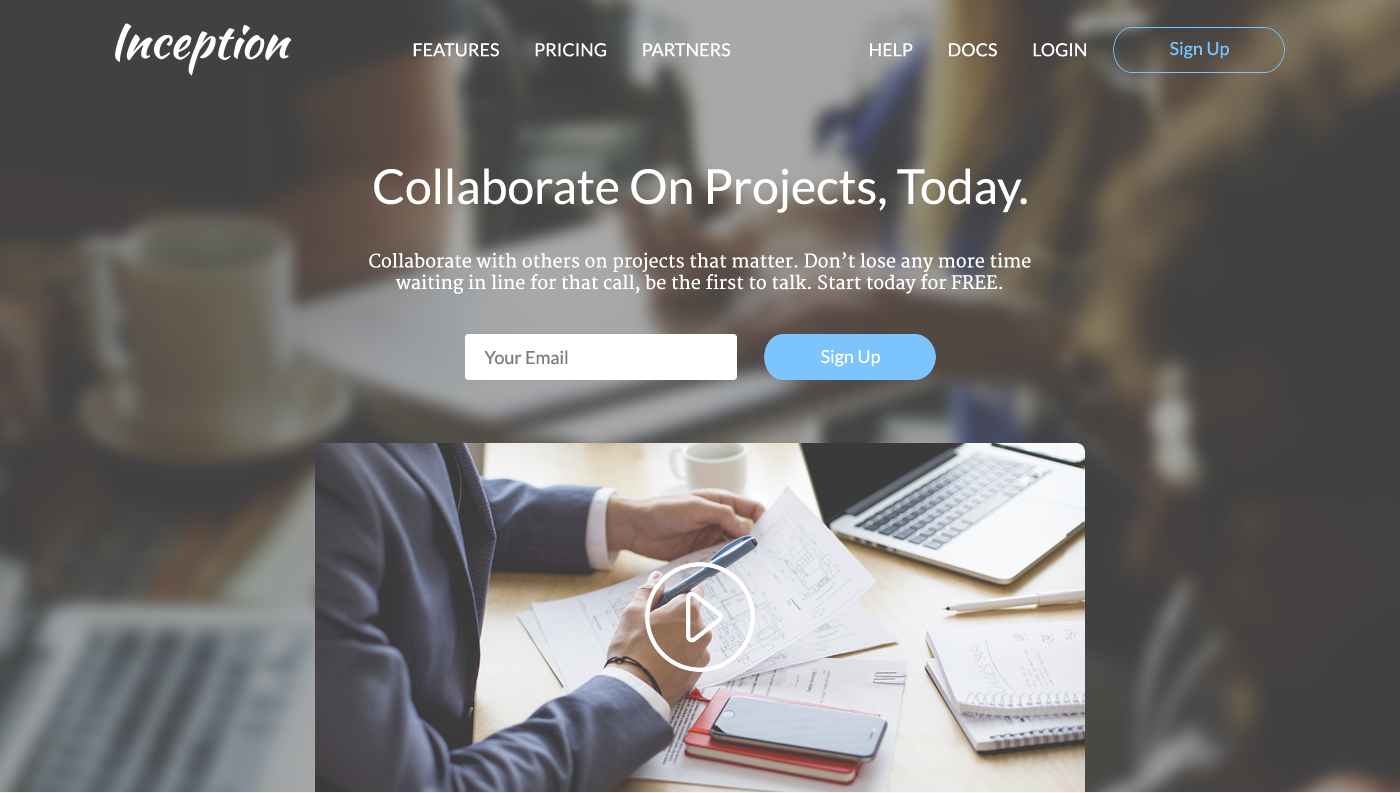 Inception
FEATURES PRICING PARTNERS HELP DOCS LOGIN Sign Up
Collaborate On Projects, Today.
Collaborate with others on projects that matter. Don’t lose any more time
waiting in line for that call, be the first to talk. Start today for FREE.
Your Email Sign Up